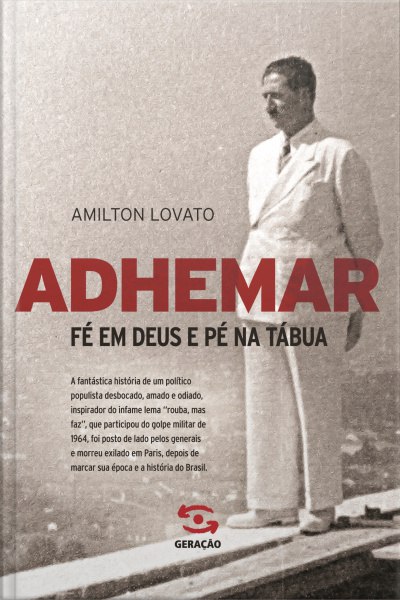 AMILTON LOVATO
ADHEMAR
FÉ EM DEUS E PÉ NA TÁBUA
A fantástica história de um político
populista desbocado, amado e odiado,
inspirador do infame lema "rouba, mas
faz", que participou do golpe militar de
1964, foi posto de lado pelos generais
e morreu exilado em Paris, depois de
marcar sua época e a história do Brasil.
GERAÇÃO